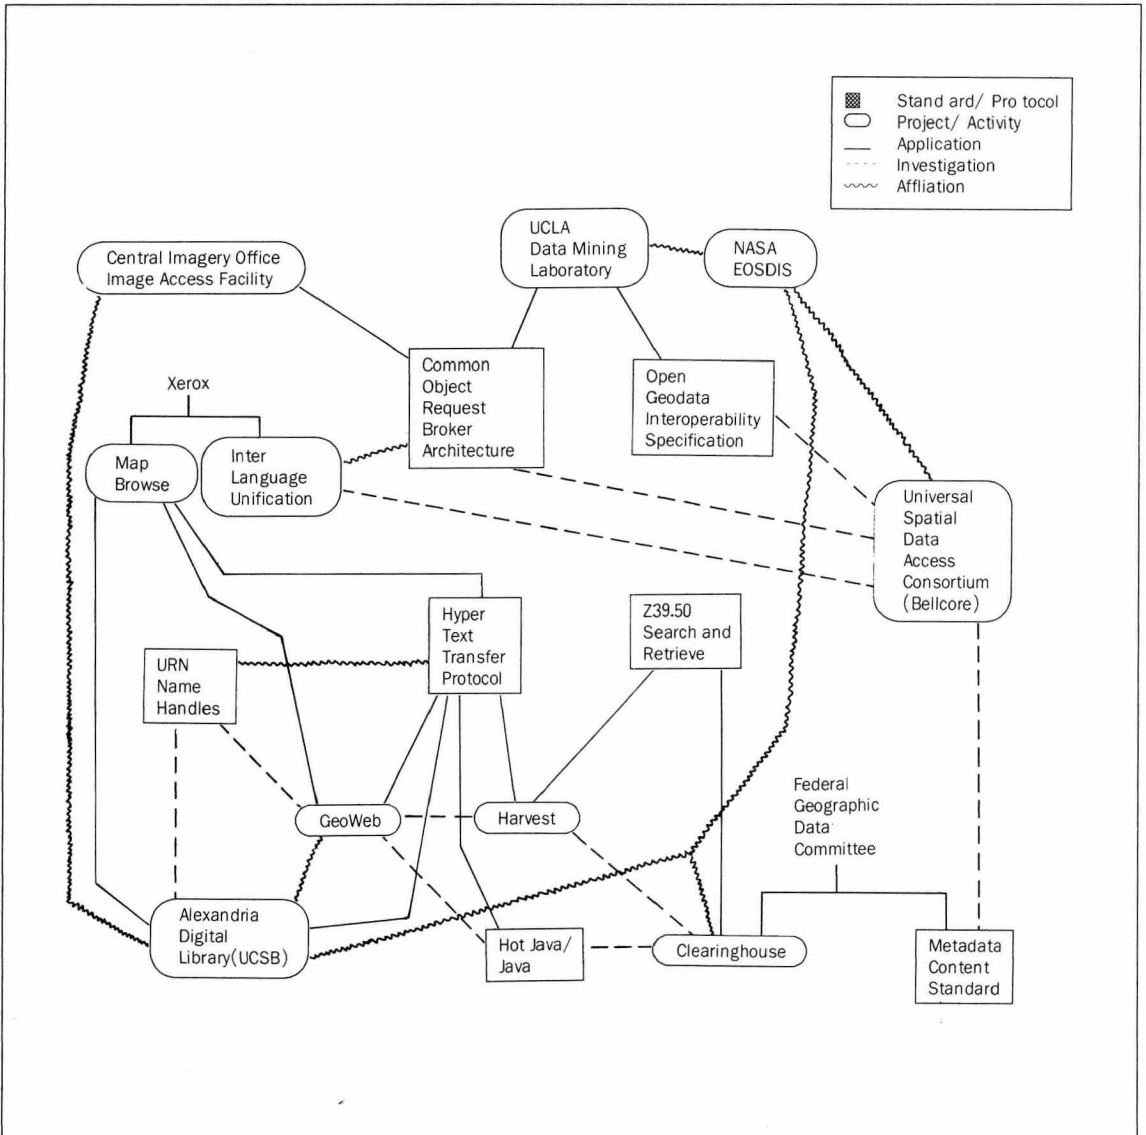 Stand ard/ Pro tocol
Project/ Activity
Application
Investigation
Affliation
UCLA
Data Mining
Laboratory
NASA
EOSDIS
Central Imagery Office
Image Access Facility
Common
Object
Request
Broker
Architecture
Open
Geodata
Interoperability
Specification
Xerox
Map
Browse
Inter
Language
Unification
Universal
Spatial
Data
Access
Consortium
(Bellcore)
Hyper
Text
Transfer
Protocol
Z39.50
Search and
Retrieve
URN
Name
Handles
Federal
Geographic
Data
Committee
GeoWeb
Harvest
Alexandria
Digital
Library(UCSB)
Hot Java/
Java
Clearinghouse
Metadata
Content
Standard